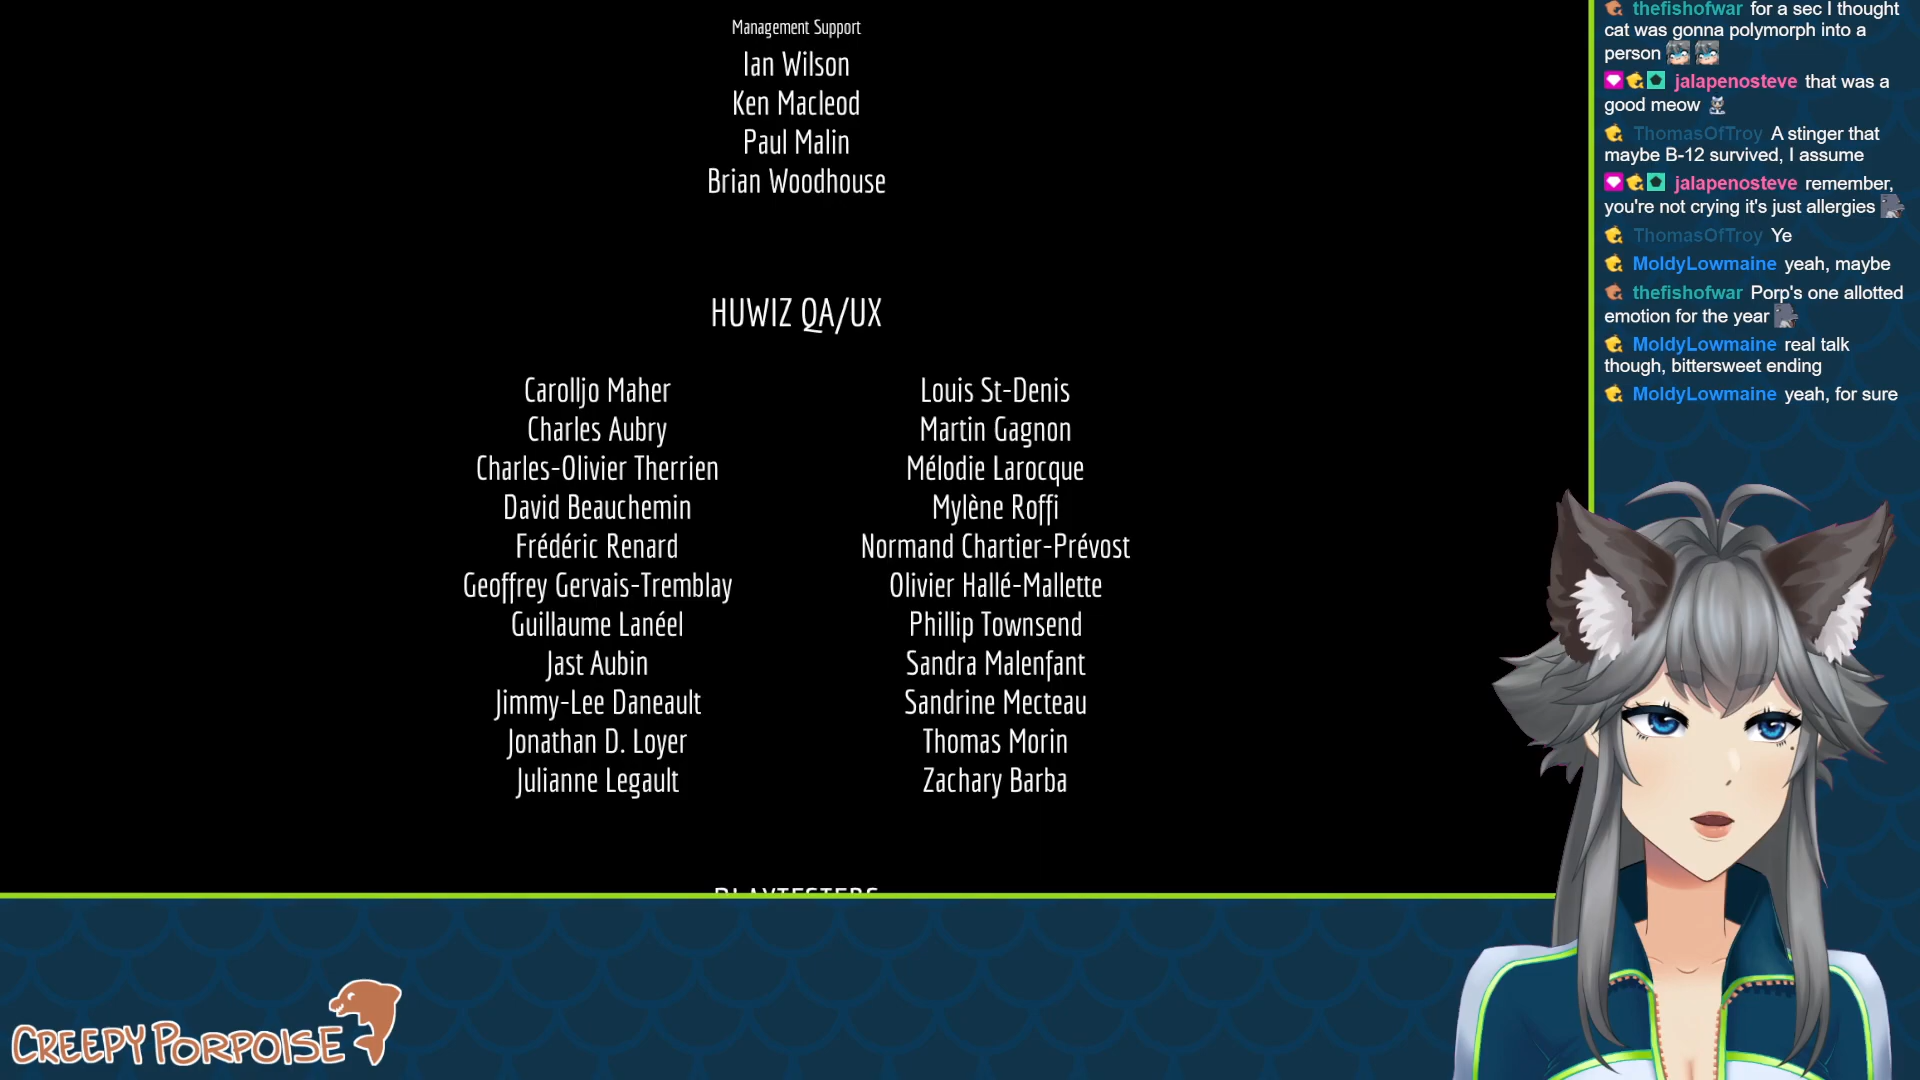 Management Support
Ian Wilson
Ken Macleod
Paul Malin
Brian Woodhouse
HUWIZ QA/UX
Carolljo Maher
Charles Aubry
Charles-Olivier Therrien
David Beauchemin
Frédéric Renard
Geoffrey Gervais-Tremblay
Guillaume Lanéel
Jast Aubin
Jimmy-Lee Daneault
Jonathan D. Loyer
Julianne Legault
Louis St-Denis
Martin Gagnon
Mélodie Larocque
Mylène Roffi
Normand Chartier-Prévost
Olivier Hallé-Mallette
Phillip Townsend
Sandra Malenfant
Sandrine Mecteau
Thomas Morin
Zachary Barba
PLAYTESTERS
thefishofwar for a sec I thought
cat was gonna polymorph into a
person
jalapenosteve that was a
good meow
ThomasOfTroy A stinger that
maybe B-12 survived, I assume
jalapenosteve remember,
you're not crying it's just allergies
ThomasOfTroy Ye
MoldyLowmaine yeah, maybe
thefishofwar Porp's one allotted
emotion for the year
MoldyLowmaine real talk
though, bittersweet ending
MoldyLowmaine yeah, for sure
CREEPY PORPOISE